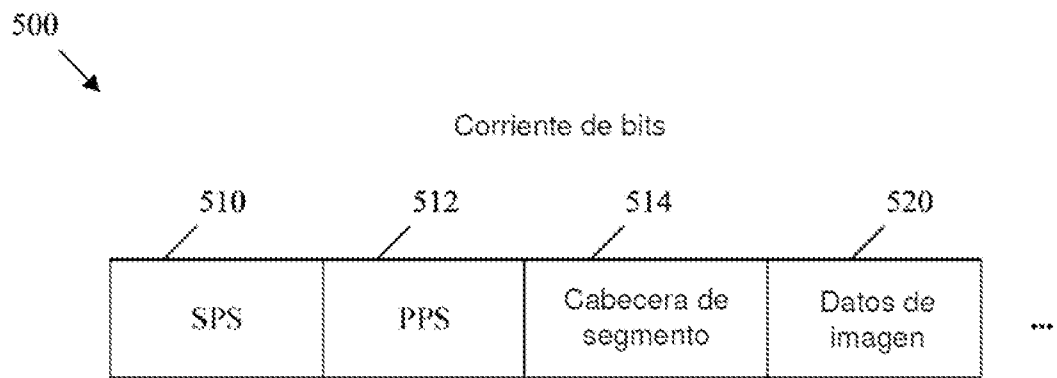 500
Corriente de bits
510 512 514 520
SPS PPS Cabecera de segmento Datos de imagen ...